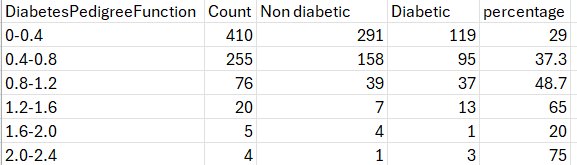 DiabetesPedigreeFunction Count Non diabetic Diabetic percentage
0-0.4 410 291 119 29
0.4-0.8 255 158 95 37.3
0.8-1.2 76 39 37 48.7
1.2-1.6 20 7 13 65
1.6-2.0 5 4 1 20
2.0-2.4 4 1 3 75